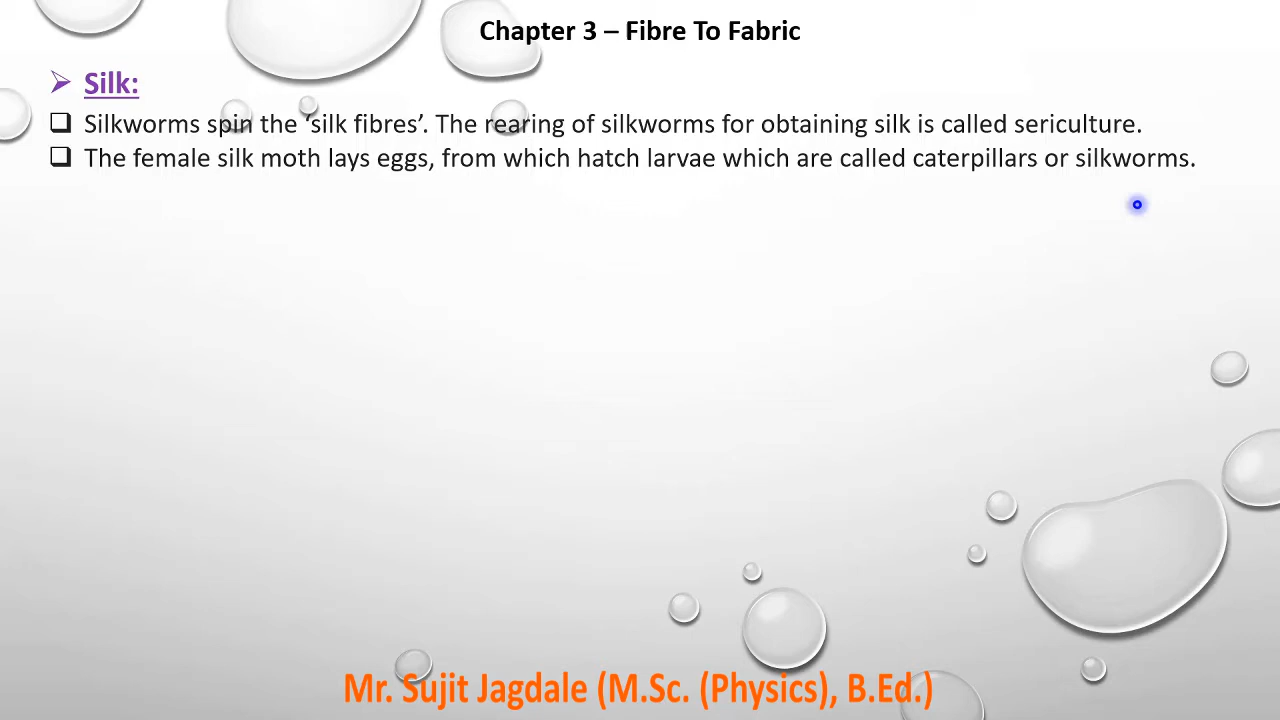 Chapter 3 – Fibre To Fabric
Silk:
Silkworms spin the ‘silk fibres’. The rearing of silkworms for obtaining silk is called sericulture.
The female silk moth lays eggs, from which hatch larvae which are called caterpillars or silkworms.
Mr. Sujit Jagdale (M.Sc. (Physics), B.Ed.)